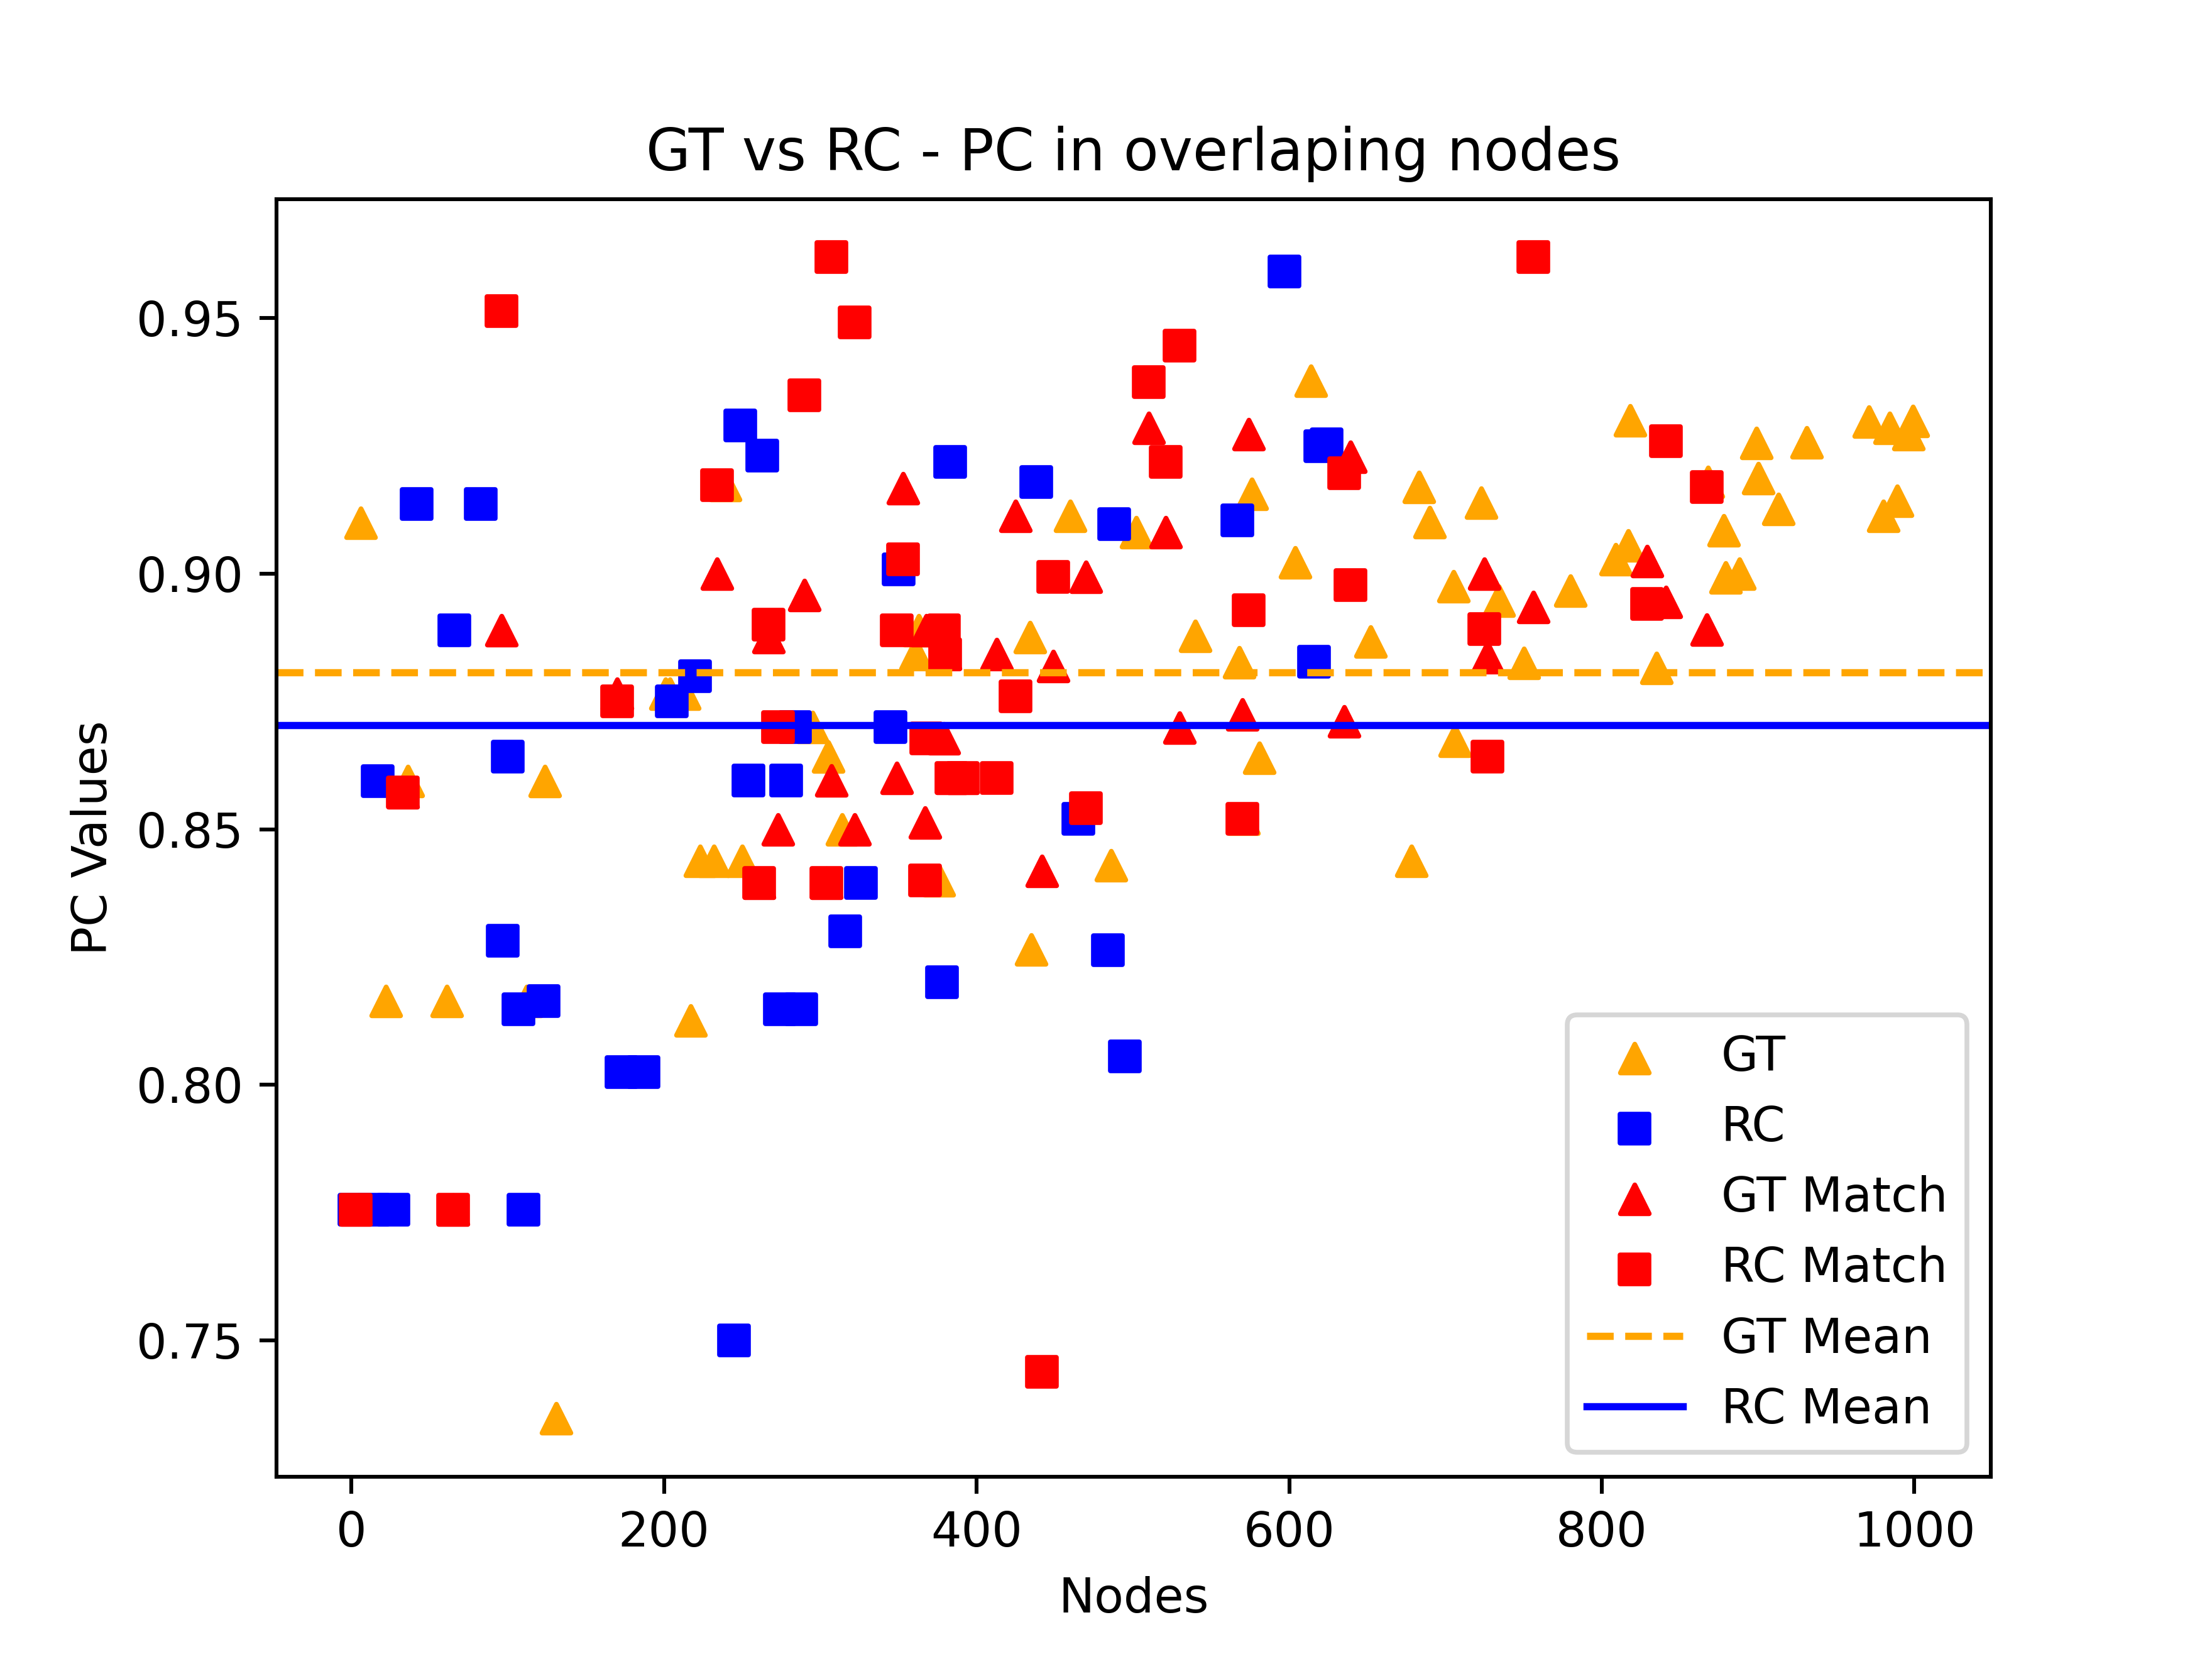 GT vs RC - PC in overlaping nodes
PC Values
0.95
0.90
0.85
0.80
0.75
0
200
400
600
800
1000
Nodes
GT
RC
GT Match
RC Match
GT Mean
RC Mean